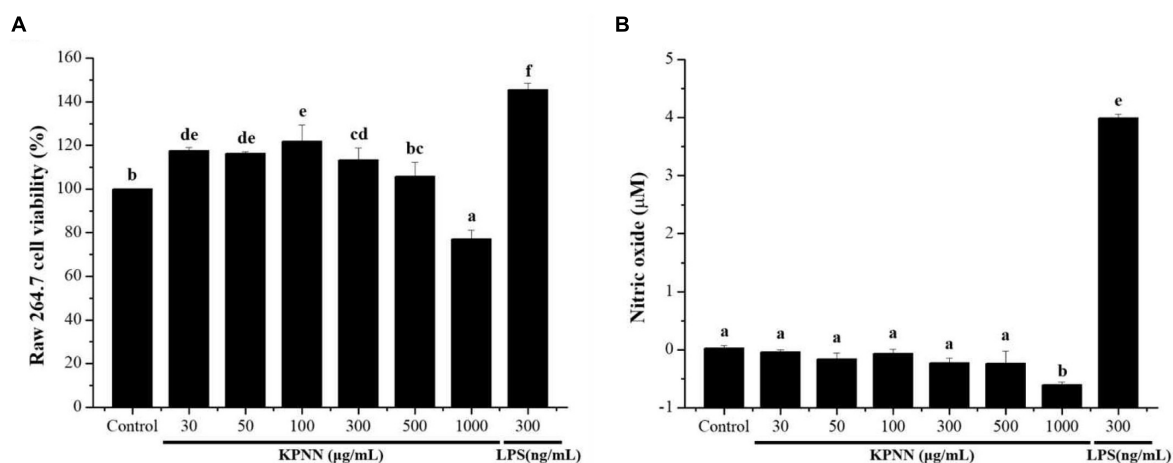 A
Raw 264.7 cell viability (%)
160
140
120
100
80
60
40
20
0
b
de
de
e
cd
bc
a
f
Control 30 50 100 300 500 1000 300
KPNN (µg/mL) LPS(ng/mL)
B
Nitric oxide (µM)
5
4
3
2
1
0
-1
a
a
a
a
a
a
b
e
Control 30 50 100 300 500 1000 300
KPNN (µg/mL) LPS(ng/mL)